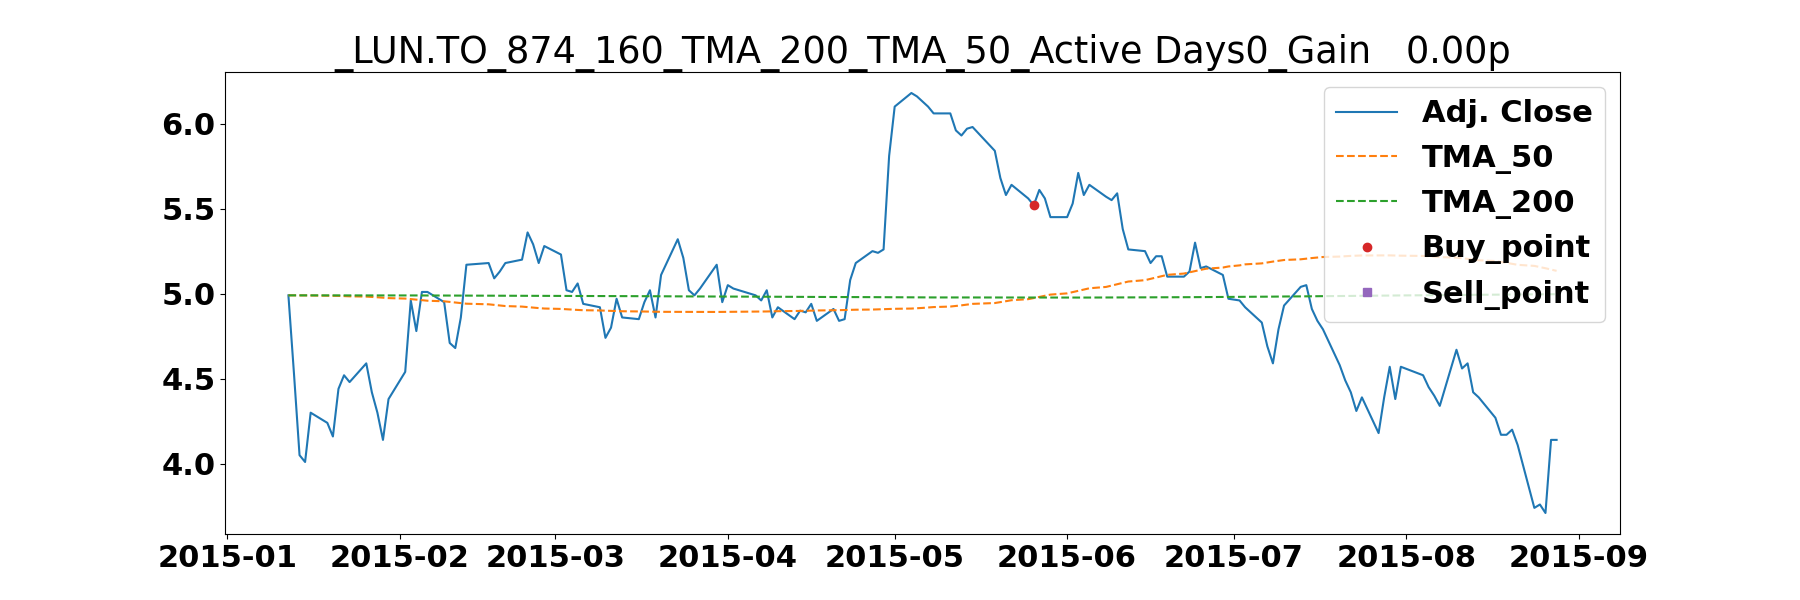 _LUN.TO_874_160_TMA_200_TMA_50_Active Days0_Gain   0.00p
6.0
5.5
5.0
4.5
4.0
Adj. Close
TMA_50
TMA_200
Buy_point
Sell_point
2015-01 2015-02 2015-03 2015-04 2015-05 2015-06 2015-07 2015-08 2015-09